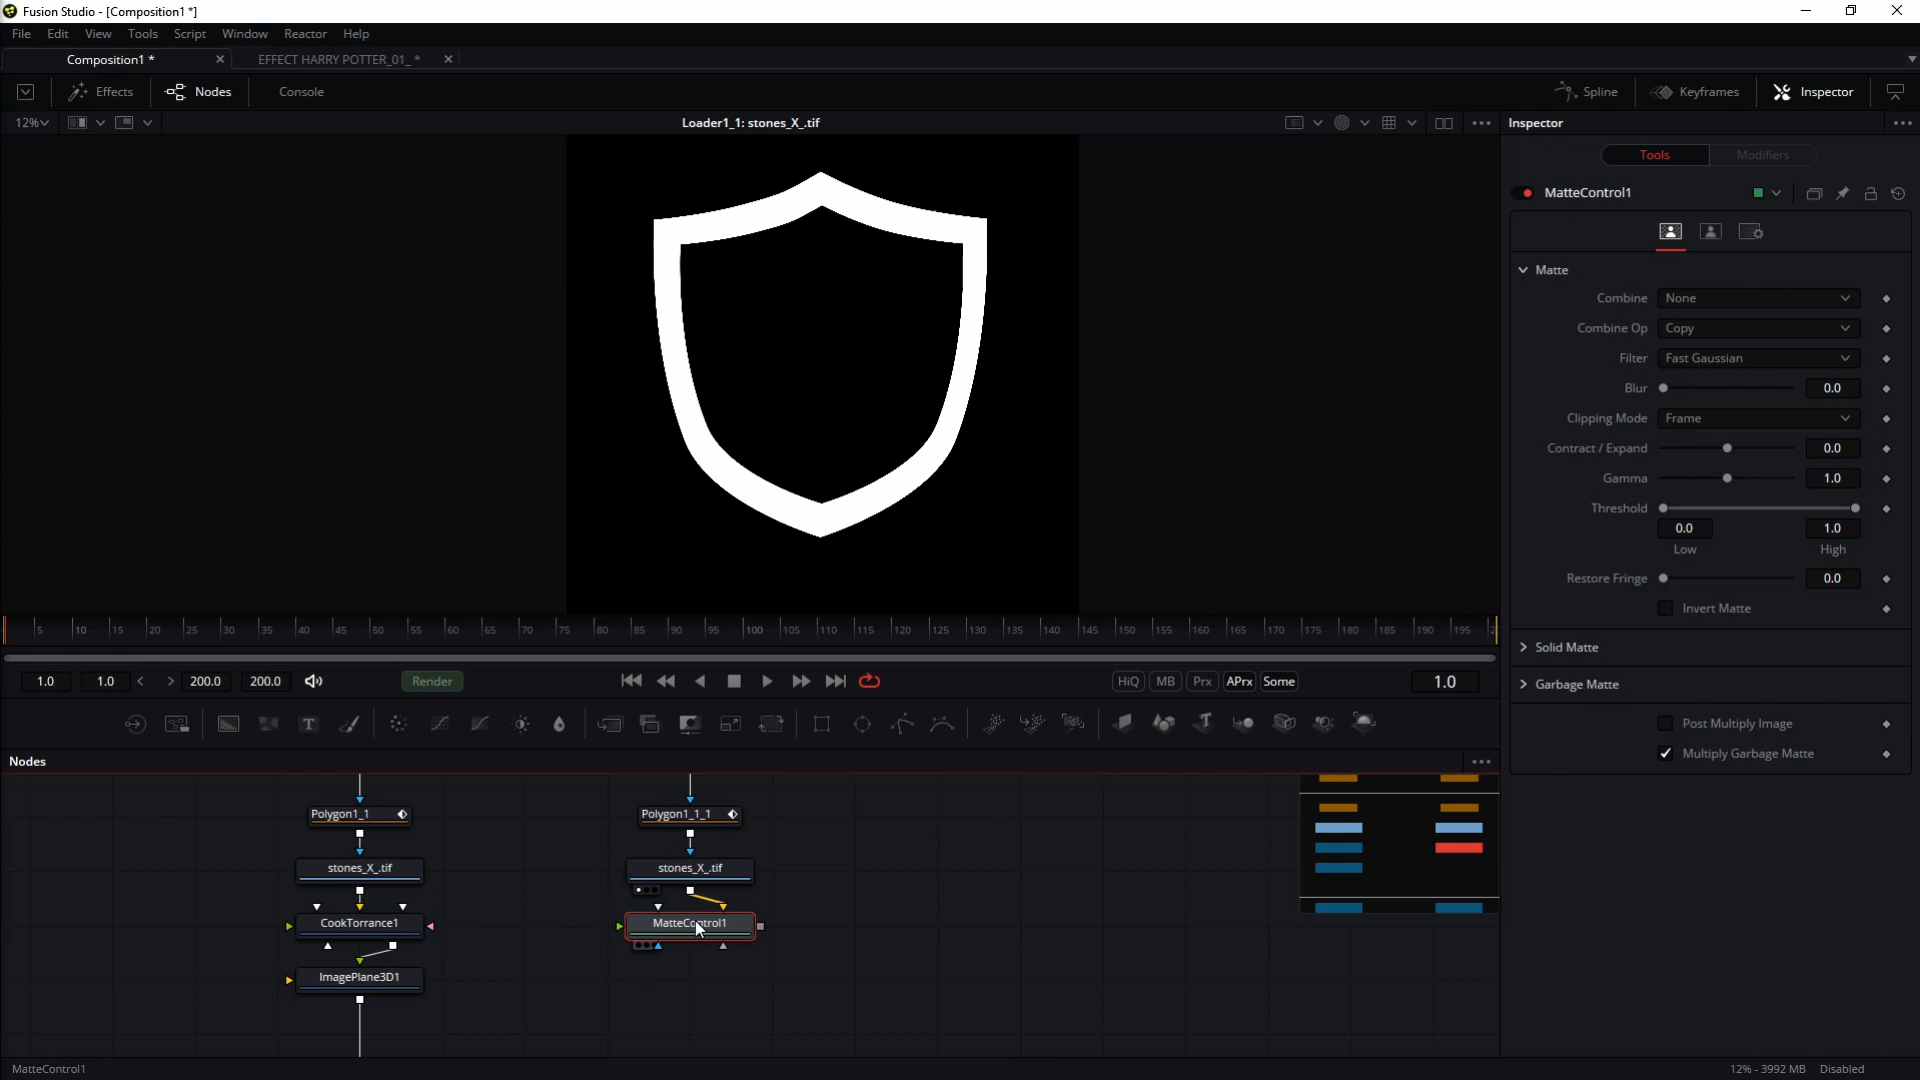 Fusion Studio - [Composition1 *]
File Edit View Tools Script Window Reactor Help
Composition1 * EFFECT HARRY POTTER_01_ *
Effects Nodes Console Spline Keyframes Inspector
12% Loader1_1: stones_X_.tif Inspector
Tools Modifiers
MatteControl1
Matte
Combine None
Combine Op Copy
Filter Fast Gaussian
Blur 0.0
Clipping Mode Frame
Contract / Expand 0.0
Gamma 1.0
Threshold
0.0 1.0
Low High
Restore Fringe 0.0
Invert Matte
Solid Matte
Garbage Matte
Post Multiply Image
Multiply Garbage Matte
5 10 15 20 25 30 35 40 45 50 55 60 65 70 75 80 85 90 95 100 105 110 115 120 125 130 135 140 145 150 155 160 165 170 175 180 185 190 195
1.0 1.0 < > 200.0 200.0 Render HiQ MB Prx APrx Some 1.0
Nodes
Polygon1_1 Polygon1_1_1
stones_X_.tif stones_X_.tif
CookTorrance1 MatteControl1
ImagePlane3D1
MatteControl1 12% - 3992 MB Disabled